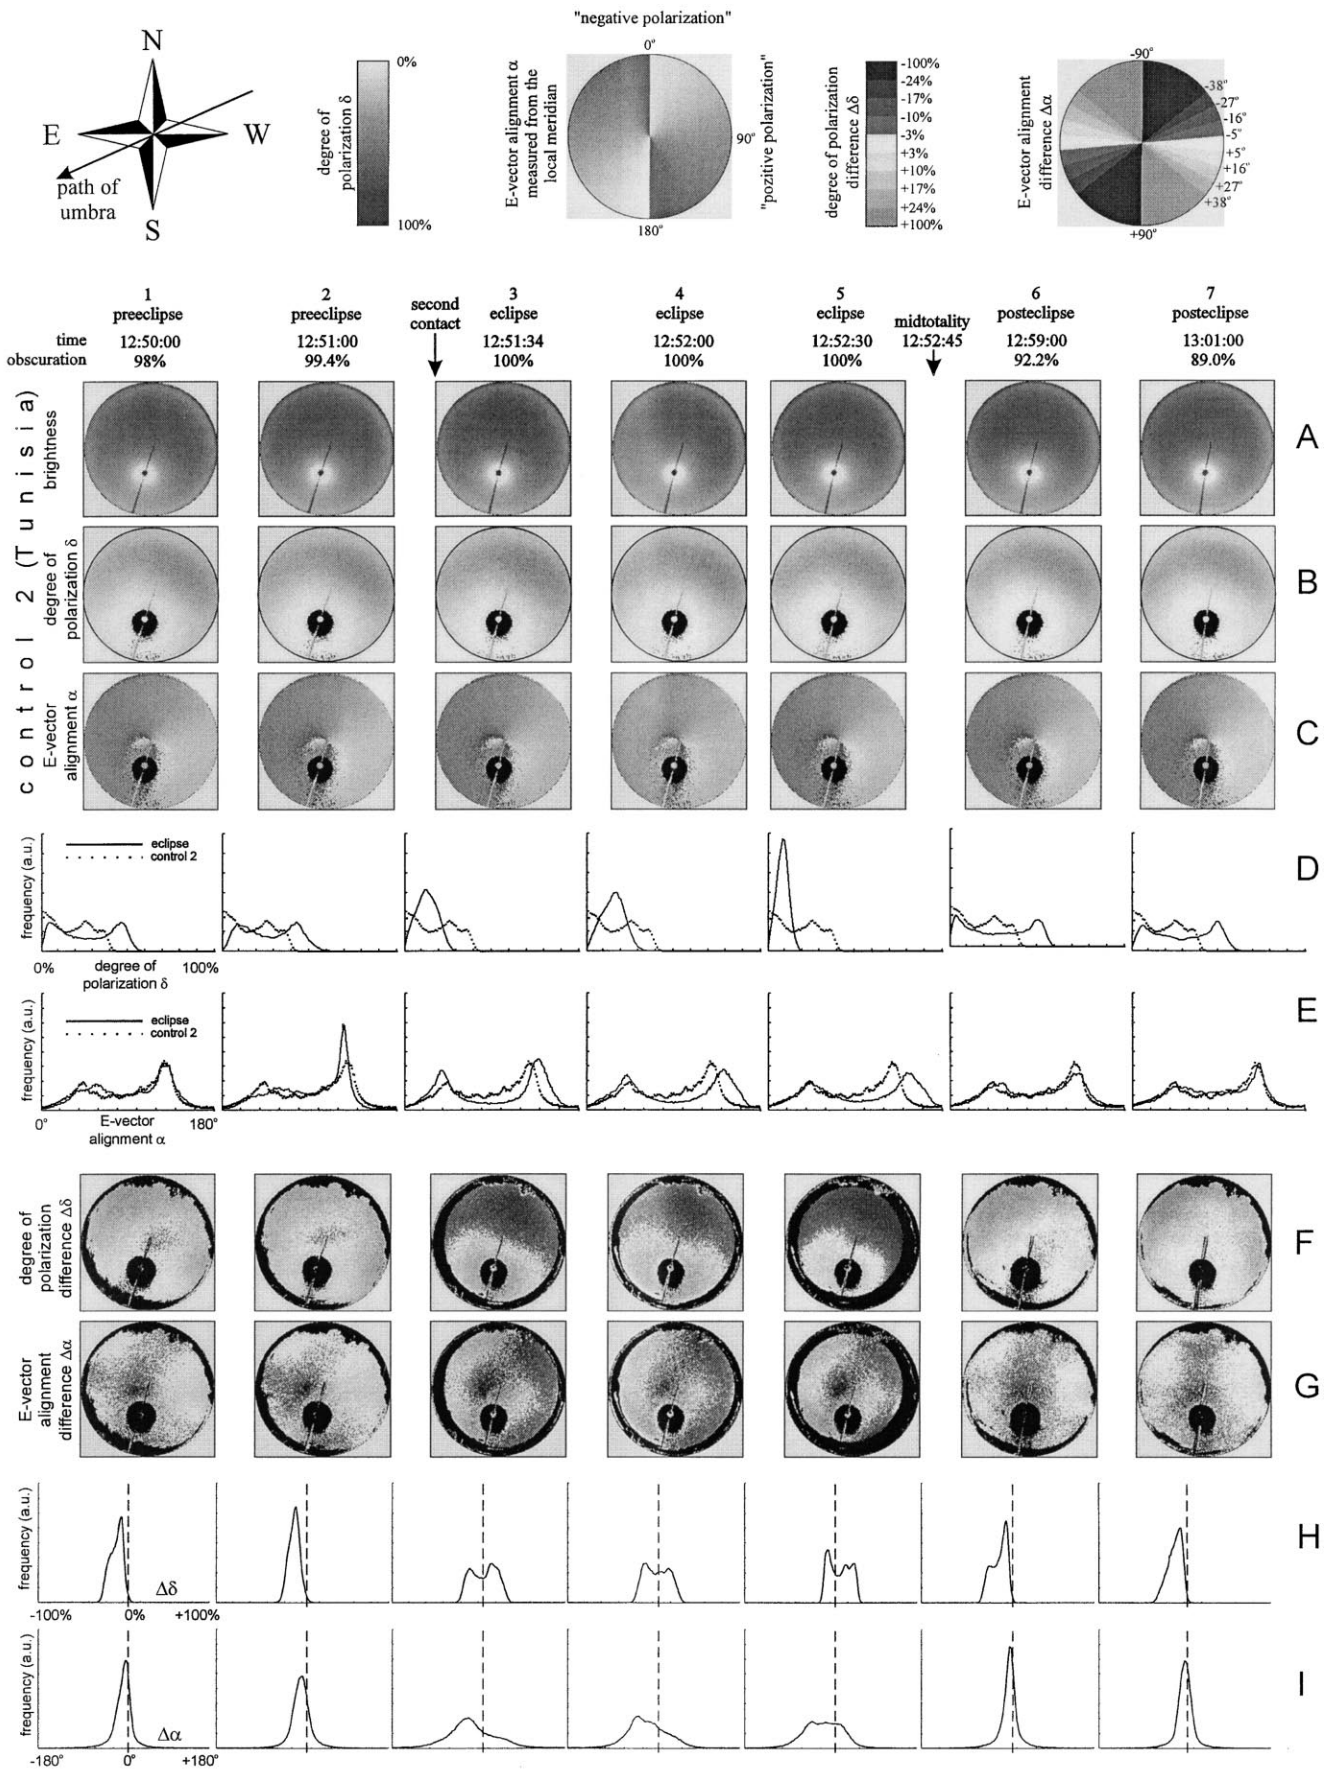 "negative polarization"
N
E
W
S
path of
umbra
degree of
polarization δ
0%
100%
E-vector alignment α
measured from the
local meridian
0°
90°
180°
"pozitive polarization"
degree of polarization
difference Δδ
-100%
-24%
-17%
-10%
-3%
+3%
+10%
+17%
+24%
+100%
E-vector alignment
difference Δα
-90°
-38°
-27°
-16°
-5°
+5°
+16°
+27°
+38°
+90°
1
preeclipse
2
preeclipse
second
contact
3
eclipse
4
eclipse
5
eclipse
midtotality
6
posteclipse
7
posteclipse
time
12:50:00
12:51:00
12:51:34
12:52:00
12:52:30
12:52:45
12:59:00
13:01:00
obscuration
98%
99.4%
100%
100%
100%
92.2%
89.0%
control 2 (Tunisia)
brightness
A
degree of
polarization δ
B
E-vector
alignment α
C
frequency (a.u.)
eclipse
control 2
D
0%
degree of
polarization δ
100%
frequency (a.u.)
eclipse
control 2
E
0°
E-vector
alignment α
180°
degree of
polarization
difference Δδ
F
E-vector
alignment
difference Δα
G
frequency (a.u.)
Δδ
H
-100%
0%
+100%
frequency (a.u.)
Δα
I
-180°
0°
+180°